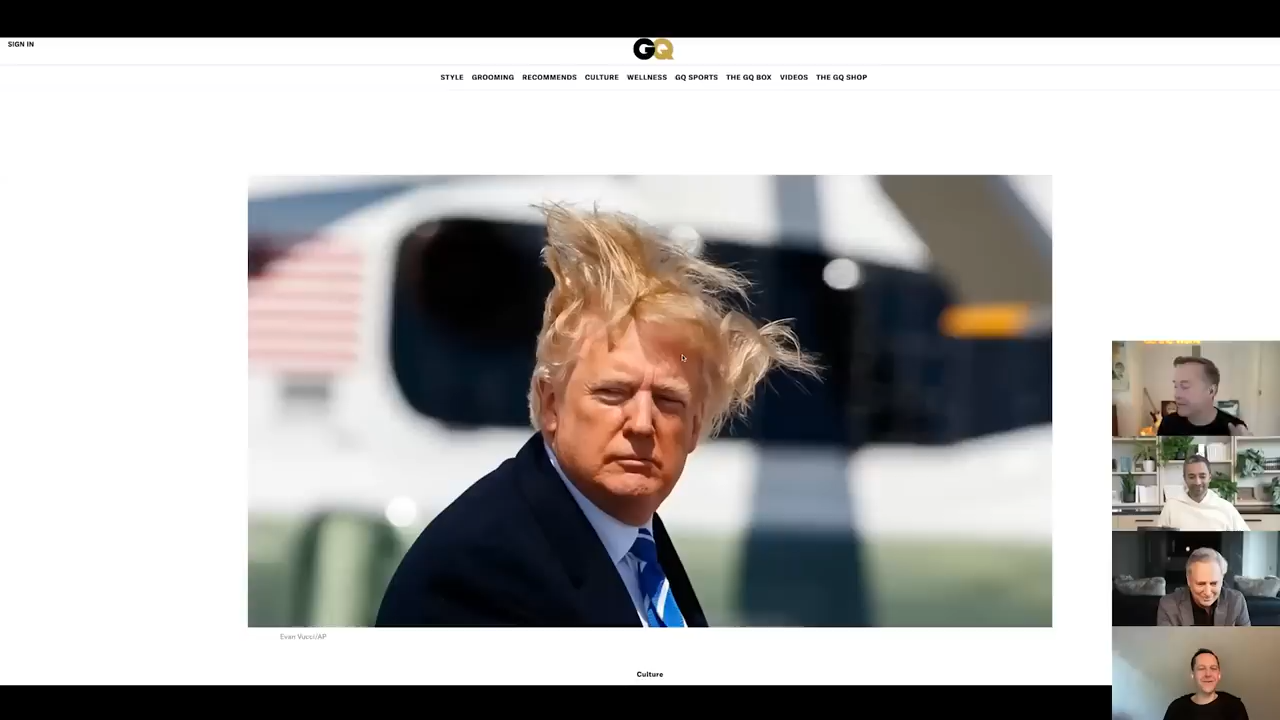 SIGN IN
GQ
STYLE GROOMING RECOMMENDS CULTURE WELLNESS GQ SPORTS THE GQ BOX VIDEOS THE GQ SHOP
Evan Vucci/AP
Culture